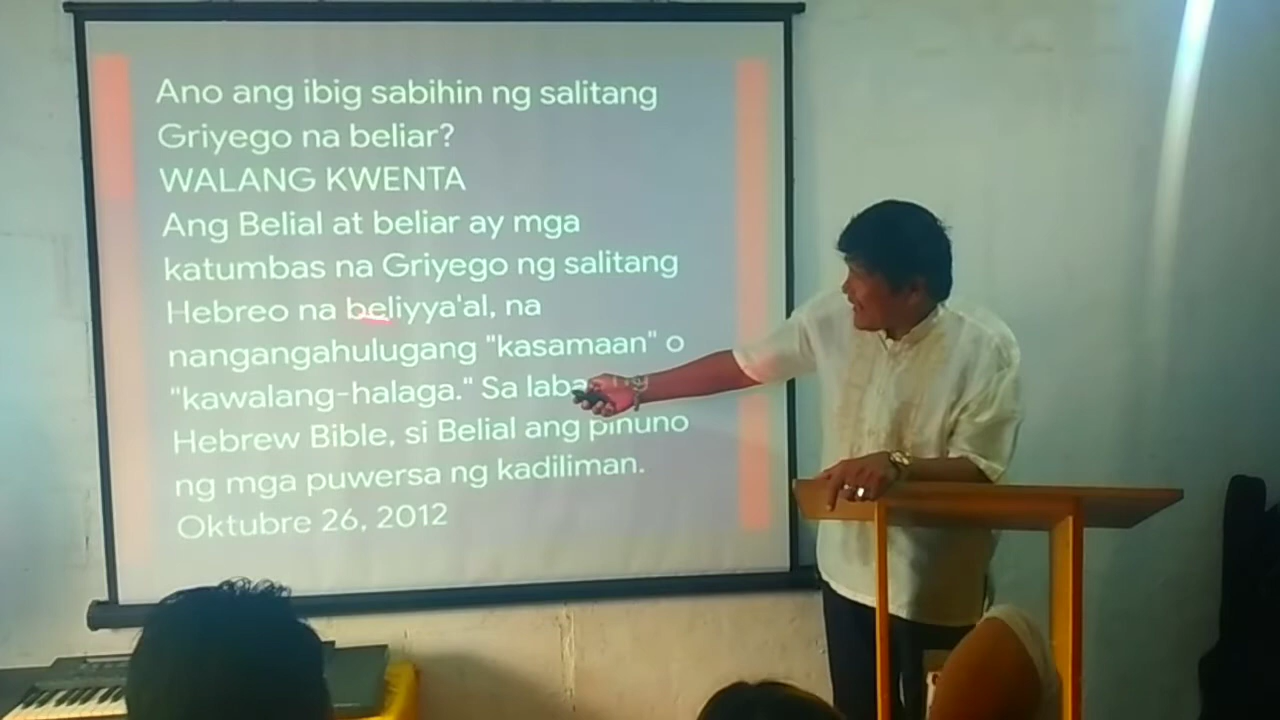 Ano ang ibig sabihin ng salitang
Griyego na beliar?
WALANG KWENTA
Ang Belial at beliar ay mga
katumbas na Griyego ng salitang
Hebreo na beliyya'al, na
nangangahulugang "kasamaan" o
"kawalang-halaga." Sa
Hebrew Bible, si Belial ang pinuno
ng mga puwersa ng kadiliman.
Oktubre 26, 2012